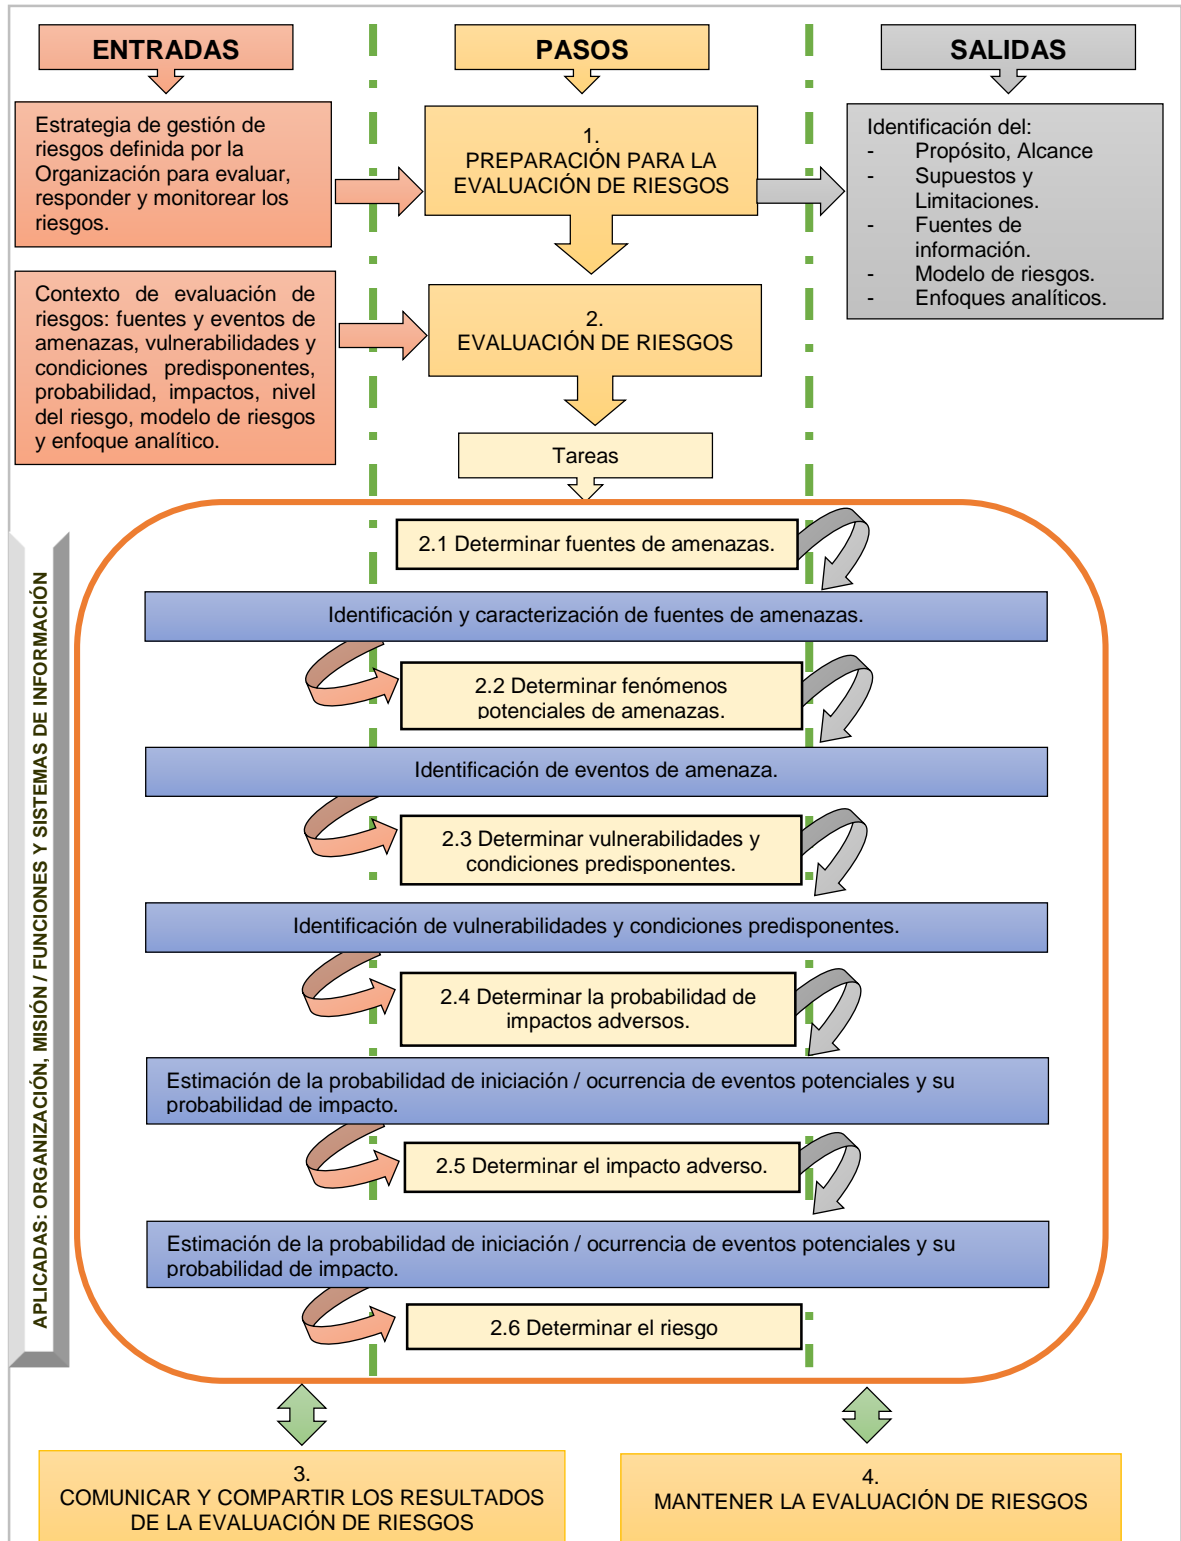 ENTRADAS
PASOS
SALIDAS
Estrategia de gestión de
riesgos definida por la
Organización para evaluar,
responder y monitorear los
riesgos.
1.
PREPARACIÓN PARA LA
EVALUACIÓN DE RIESGOS
Identificación del:
- Propósito, Alcance
- Supuestos y
Limitaciones.
- Fuentes de
información.
- Modelo de riesgos.
- Enfoques analíticos.
Contexto de evaluación de
riesgos: fuentes y eventos de
amenazas, vulnerabilidades y
condiciones predisponentes,
probabilidad, impactos, nivel
del riesgo, modelo de riesgos
y enfoque analítico.
2.
EVALUACIÓN DE RIESGOS
Tareas
APLICADAS: ORGANIZACIÓN, MISIÓN / FUNCIONES Y SISTEMAS DE INFORMACIÓN
2.1 Determinar fuentes de amenazas.
Identificación y caracterización de fuentes de amenazas.
2.2 Determinar fenómenos
potenciales de amenazas.
Identificación de eventos de amenaza.
2.3 Determinar vulnerabilidades y
condiciones predisponentes.
Identificación de vulnerabilidades y condiciones predisponentes.
2.4 Determinar la probabilidad de
impactos adversos.
Estimación de la probabilidad de iniciación / ocurrencia de eventos potenciales y su
probabilidad de impacto.
2.5 Determinar el impacto adverso.
Estimación de la probabilidad de iniciación / ocurrencia de eventos potenciales y su
probabilidad de impacto.
2.6 Determinar el riesgo
3.
COMUNICAR Y COMPARTIR LOS RESULTADOS
DE LA EVALUACIÓN DE RIESGOS
4.
MANTENER LA EVALUACIÓN DE RIESGOS